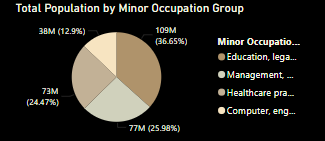 Total Population by Minor Occupation Group
38M (12.9%)
109M
(36.65%)
73M
(24.47%)
77M (25.98%)
Minor Occupatio...
Education, lega...
Management, ...
Healthcare pra...
Computer, eng...